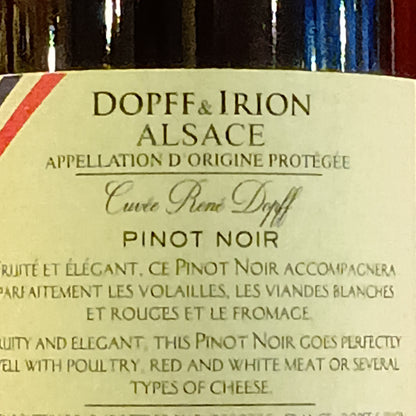 DOPFF & IRION
ALSACE
APPELLATION D'ORIGINE PROTÉGÉE
Cuvée René Dopff
PINOT NOIR
FRUITÉ ET ÉLÉGANT, CE PINOT NOIR ACCOMPAGNERA
PARFAITEMENT LES VOLAILLES, LES VIANDES BLANCHES
ET ROUGES ET LE FROMAGE.
FRUITY AND ELEGANT, THIS PINOT NOIR GOES PERFECTLY
WELL WITH POULTRY, RED AND WHITE MEAT OR SEVERAL
TYPES OF CHEESE.